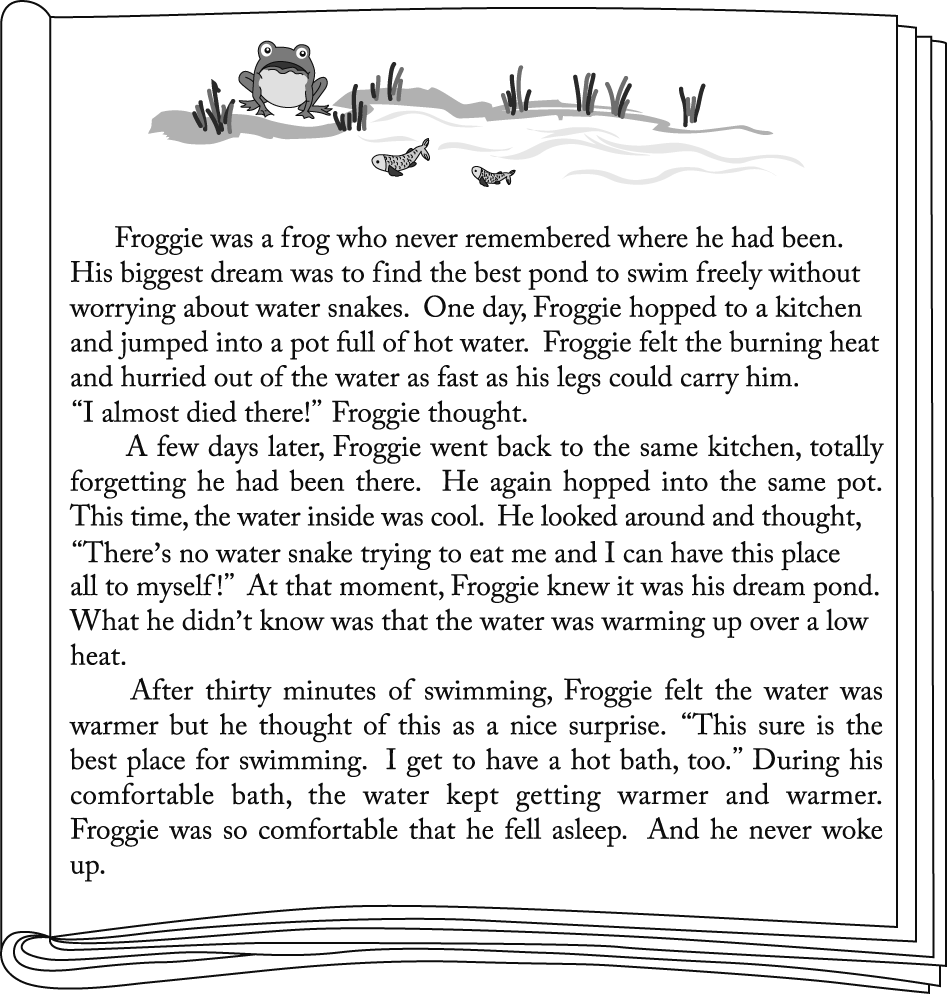 Froggie was a frog who never remembered where he had been.
His biggest dream was to find the best pond to swim freely without
worrying about water snakes.  One day, Froggie hopped to a kitchen
and jumped into a pot full of hot water.  Froggie felt the burning heat
and hurried out of the water as fast as his legs could carry him.
“I almost died there!” Froggie thought.
A few days later, Froggie went back to the same kitchen, totally
forgetting he had been there.  He again hopped into the same pot.
This time, the water inside was cool.  He looked around and thought,
“There’s no water snake trying to eat me and I can have this place
all to myself!”  At that moment, Froggie knew it was his dream pond.
What he didn’t know was that the water was warming up over a low
heat.
After thirty minutes of swimming, Froggie felt the water was
warmer but he thought of this as a nice surprise. “This sure is the
best place for swimming.  I get to have a hot bath, too.” During his
comfortable bath, the water kept getting warmer and warmer.
Froggie was so comfortable that he fell asleep.  And he never woke
up.